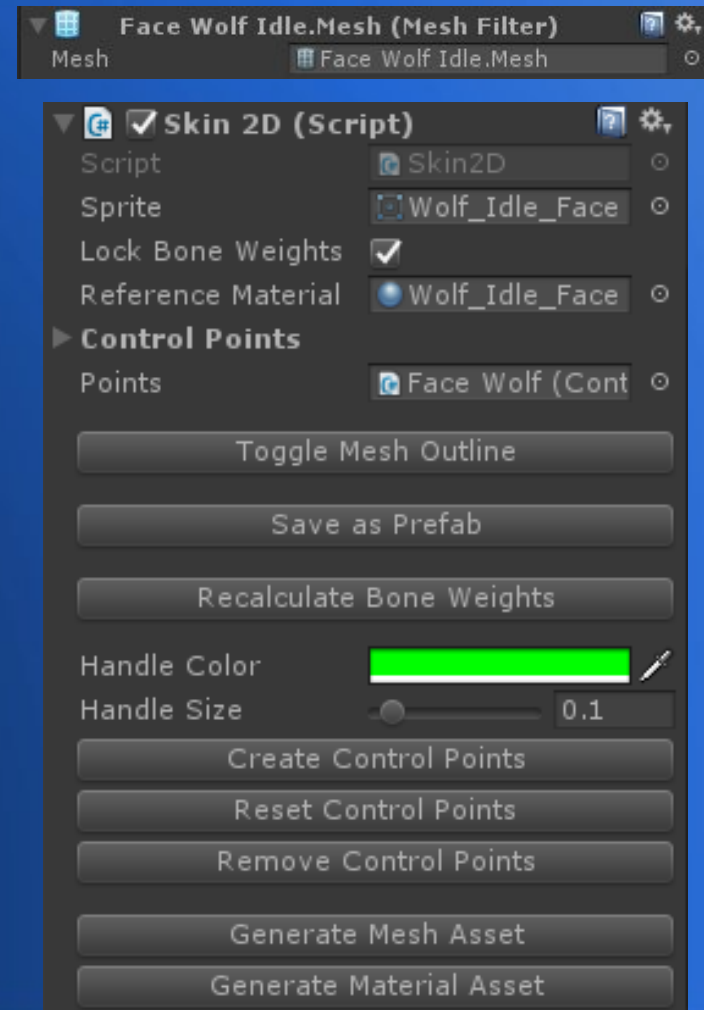 Face Wolf Idle.Mesh (Mesh Filter)
Mesh Face Wolf Idle.Mesh
Skin 2D (Script)
Script Skin2D
Sprite Wolf_Idle_Face
Lock Bone Weights
Reference Material Wolf_Idle_Face
Control Points
Points Face Wolf (Cont
Toggle Mesh Outline
Save as Prefab
Recalculate Bone Weights
Handle Color
Handle Size 0.1
Create Control Points
Reset Control Points
Remove Control Points
Generate Mesh Asset
Generate Material Asset